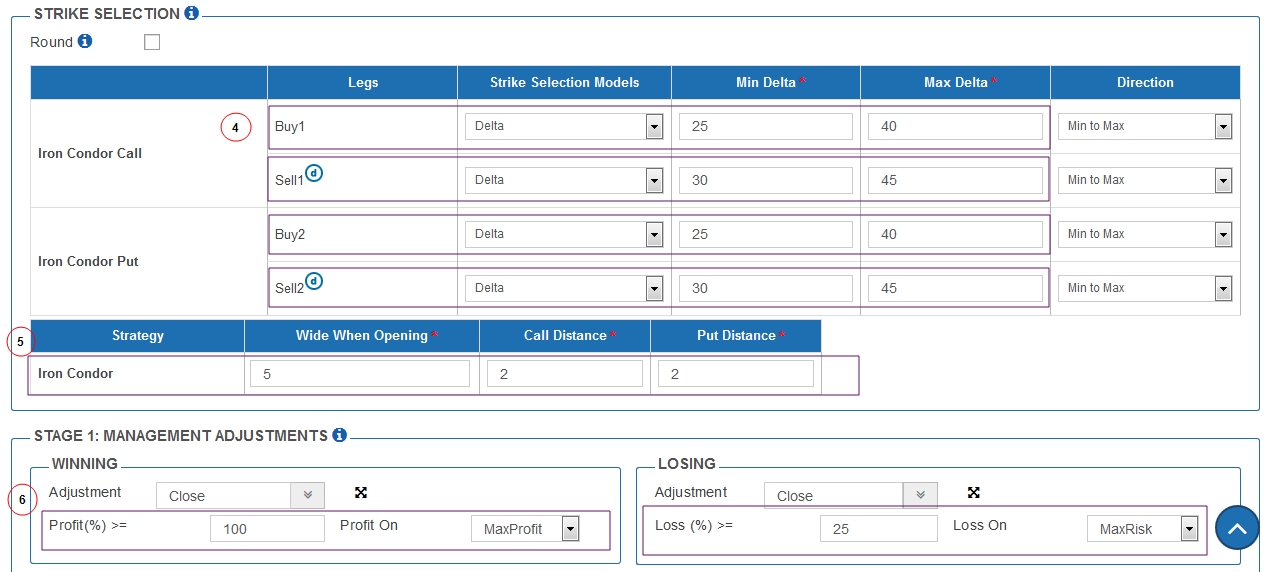 STRIKE SELECTION i
Round i
Legs Strike Selection Models Min Delta * Max Delta * Direction
4 Buy1 Delta 25 40 Min to Max
Iron Condor Call
Sell1 d Delta 30 45 Min to Max
Buy2 Delta 25 40 Min to Max
Iron Condor Put
Sell2 d Delta 30 45 Min to Max
5 Strategy Wide When Opening * Call Distance * Put Distance *
Iron Condor 5 2 2
STAGE 1: MANAGEMENT ADJUSTMENTS i
WINNING LOSING
6 Adjustment Close Adjustment Close
Profit(%) >= 100 Profit On MaxProfit Loss (%) >= 25 Loss On MaxRisk